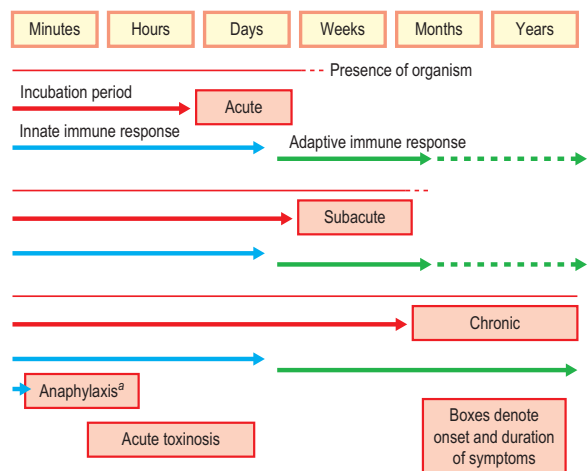 Minutes Hours Days Weeks Months Years
Presence of organism
Incubation period
Acute
Innate immune response
Adaptive immune response
Subacute
Chronic
Anaphylaxisᵃ
Acute toxinosis
Boxes denote
onset and duration
of symptoms